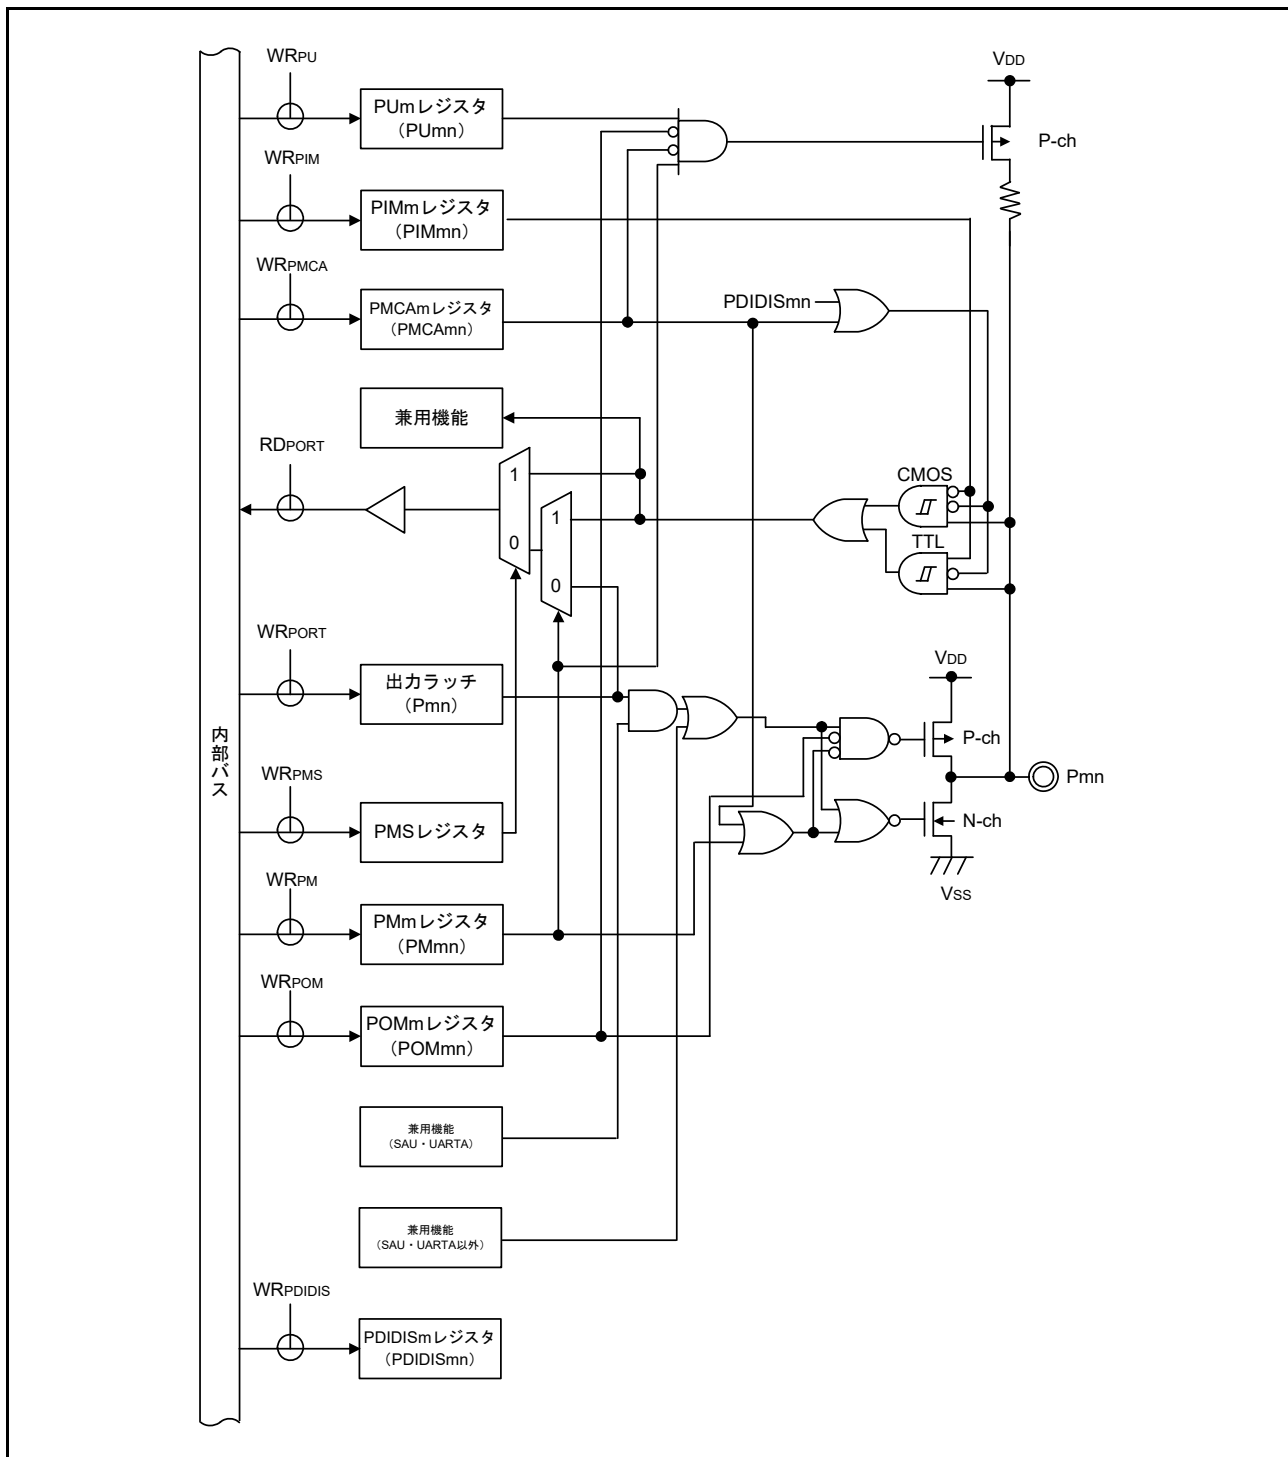 WRPU
VDD
PUmレジスタ
（PUmn）
P-ch
WRPIM
PIMmレジスタ
（PIMmn）
WRPMCA
PMCAmレジスタ
（PMCAmn）
PDIDISmn
兼用機能
RDPORT
1
0
1
0
CMOS
TTL
WRPORT
出力ラッチ
（Pmn）
VDD
P-ch
Pmn
N-ch
VSS
内部バス
WRPMS
PMSレジスタ
WRPM
PMmレジスタ
（PMmn）
WRPOM
POMmレジスタ
（POMmn）
兼用機能
（SAU・UARTA）
兼用機能
（SAU・UARTA以外）
WRPDIDIS
PDIDISmレジスタ
（PDIDISmn）